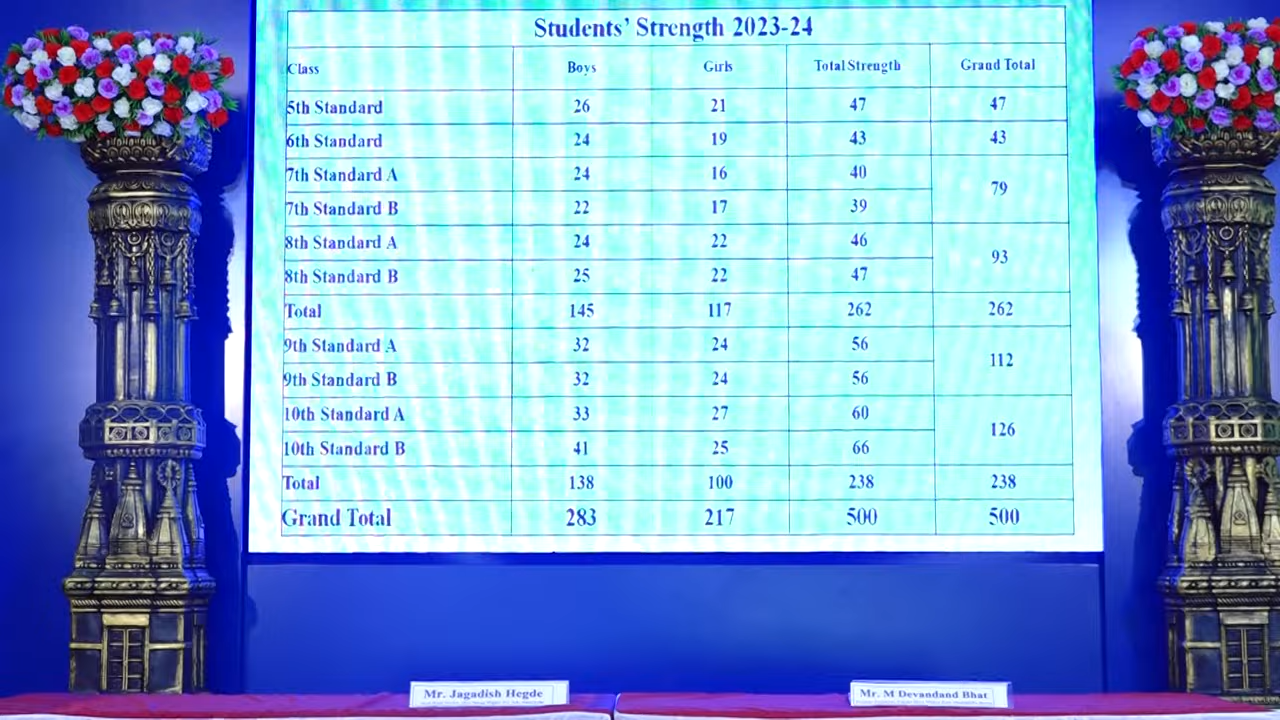 Students' Strength 2023-24
Class Boys Girls Total Strength Grand Total
5th Standard 26 21 47 47
6th Standard 24 19 43 43
7th Standard A 24 16 40
79
7th Standard B 22 17 39
8th Standard A 24 22 46
93
8th Standard B 25 22 47
Total 145 117 262 262
9th Standard A 32 24 56
112
9th Standard B 32 24 56
10th Standard A 33 27 60
126
10th Standard B 41 25 66
Total 138 100 238 238
Grand Total 283 217 500 500
Mr. Jagadish Hegde
Mr. M Devandand Bhat